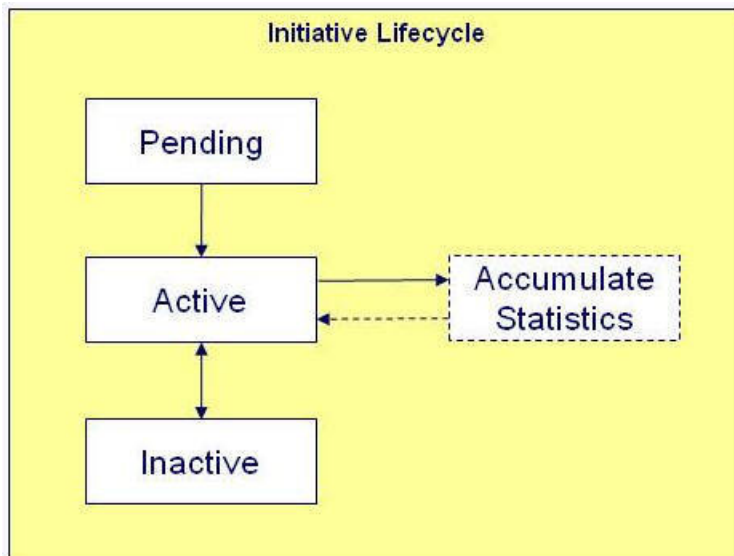 Initiative Lifecycle
Pending
Active
Accumulate
Statistics
Inactive